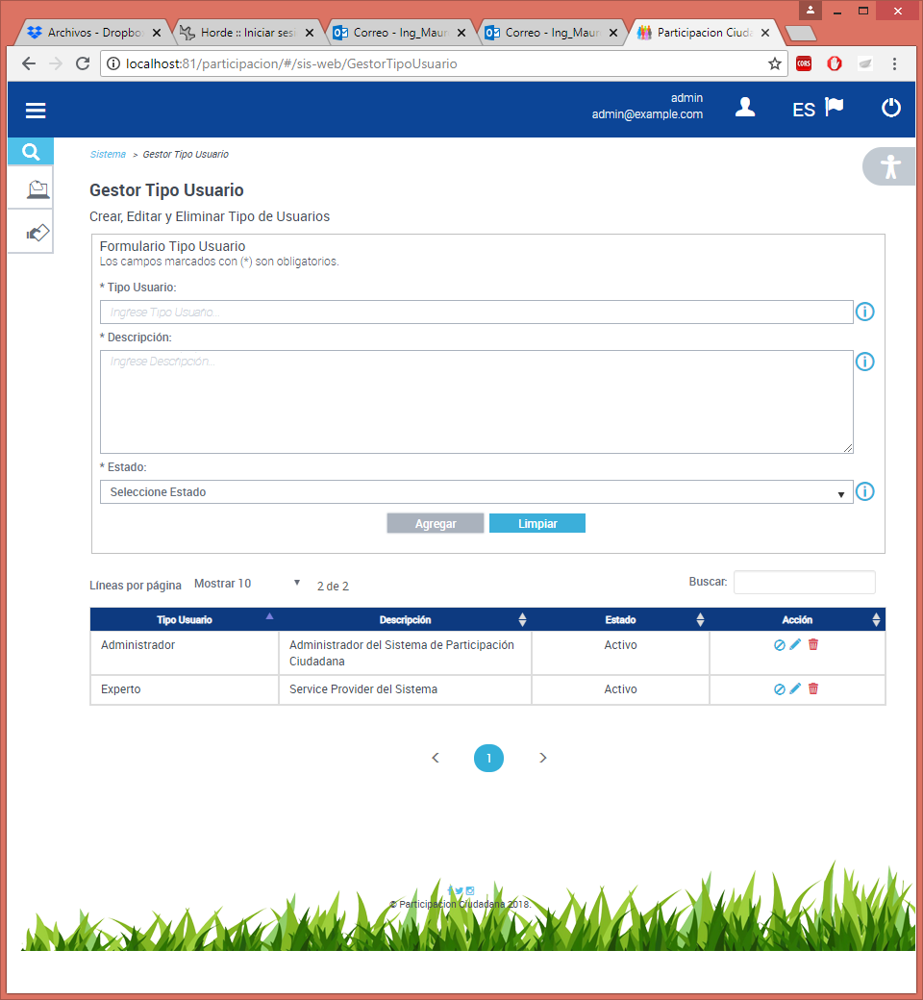 Archivos - Dropbo
Horde :: Iniciar sesi
Correo - Ing_Mauri
Correo - Ing_Mauri
Participacion Ciuda
localhost:81/participacion/#/sis-web/GestorTipoUsuario
CORS
admin
admin@example.com
ES
Sistema > Gestor Tipo Usuario
Gestor Tipo Usuario
Crear, Editar y Eliminar Tipo de Usuarios
Formulario Tipo Usuario
Los campos marcados con (*) son obligatorios.
* Tipo Usuario:
Ingrese Tipo Usuario...
* Descripción:
Ingrese Descripción...
* Estado:
Seleccione Estado
Agregar Limpiar
Líneas por página Mostrar 10 2 de 2 Buscar:
Tipo Usuario Descripción Estado Acción
Administrador Administrador del Sistema de Participación Activo
Ciudadana
Experto Service Provider del Sistema Activo
< 1 >
© Participacion Ciudadana 2018.